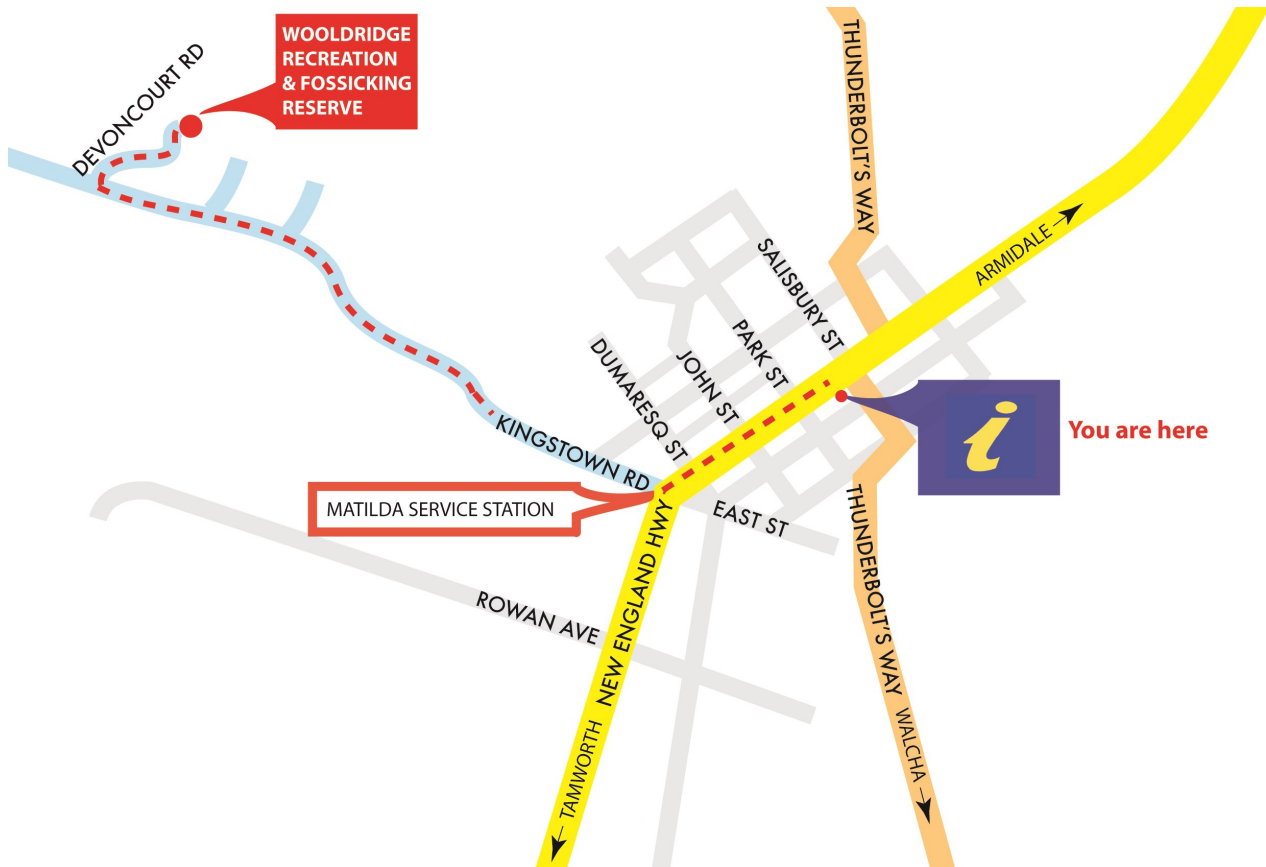 WOOLDRIDGE
RECREATION
& FOSSICKING
RESERVE
DEVONCOURT RD
THUNDERBOLT'S WAY
ARMIDALE
SALISBURY ST
PARK ST
JOHN ST
DUMARESQ ST
i
You are here
KINGSTOWN RD
MATILDA SERVICE STATION
EAST ST
NEW ENGLAND HWY
THUNDERBOLT'S WAY
ROWAN AVE
TAMWORTH
WALCHA